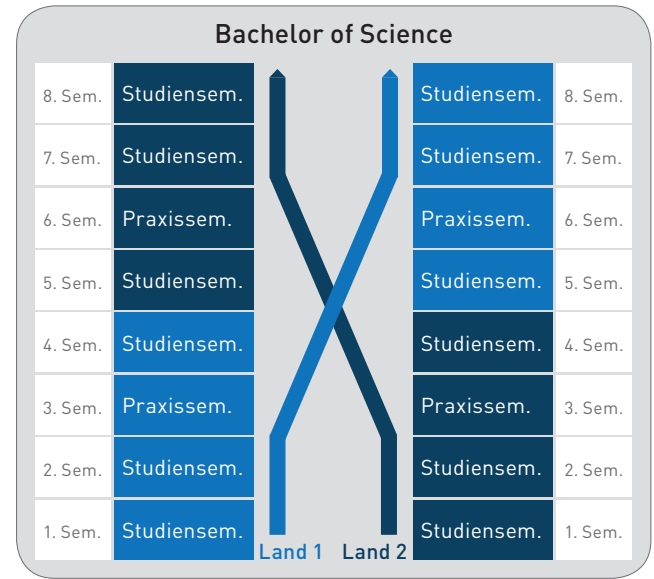 Bachelor of Science
8. Sem. Studiensem. Studiensem. 8. Sem.
7. Sem. Studiensem. Studiensem. 7. Sem.
6. Sem. Praxissem. Praxissem. 6. Sem.
5. Sem. Studiensem. Studiensem. 5. Sem.
4. Sem. Studiensem. Studiensem. 4. Sem.
3. Sem. Praxissem. Praxissem. 3. Sem.
2. Sem. Studiensem. Studiensem. 2. Sem.
1. Sem. Studiensem. Studiensem. 1. Sem.
Land 1 Land 2